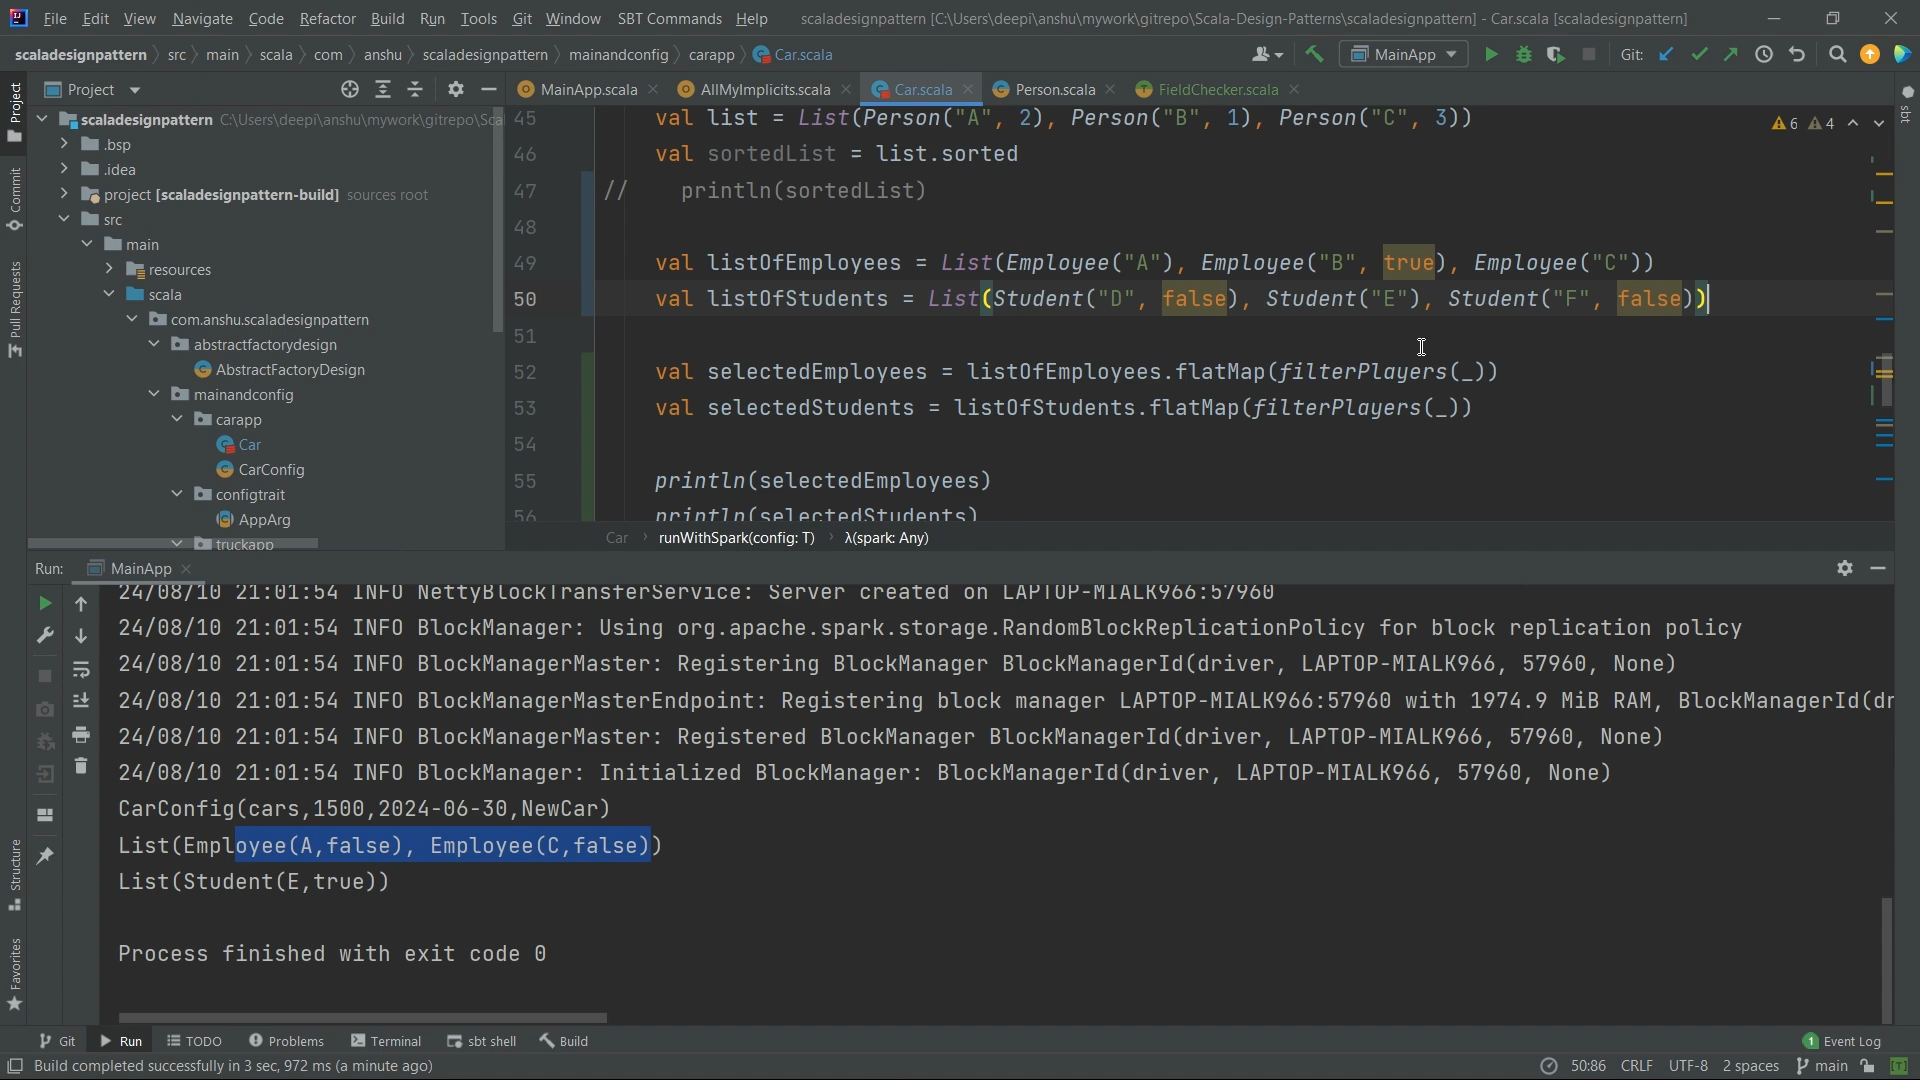 File Edit View Navigate Code Refactor Build Run Tools Git Window SBT Commands Help scaladesignpattern [C:\Users\deepi\anshu\mywork\gitrepo\Scala-Design-Patterns\scaladesignpattern] - Car.scala [scaladesignpattern]
scaladesignpattern src main scala com anshu scaladesignpattern mainandconfig carapp Car.scala MainApp Git:
Project
MainApp.scala AllMyImplicits.scala Car.scala Person.scala FieldChecker.scala
scaladesignpattern C:\Users\deepi\anshu\mywork\gitrepo\Sca
.bsp
.idea
project [scaladesignpattern-build] sources root
src
main
resources
scala
com.anshu.scaladesignpattern
abstractfactorydesign
AbstractFactoryDesign
mainandconfig
carapp
Car
CarConfig
configtrait
AppArg
truckapp
6 4
45 val list = List(Person("A", 2), Person("B", 1), Person("C", 3))
46 val sortedList = list.sorted
47 // println(sortedList)
48
49 val listOfEmployees = List(Employee("A"), Employee("B", true), Employee("C"))
50 val listOfStudents = List(Student("D", false), Student("E"), Student("F", false))
51
52 val selectedEmployees = listOfEmployees.flatMap(filterPlayers(_))
53 val selectedStudents = listOfStudents.flatMap(filterPlayers(_))
54
55 println(selectedEmployees)
56 println(selectedStudents)
Car runWithSpark(config: T) λ(spark: Any)
Project
Commit
Pull Requests
Structure
Favorites
sbt
Run: MainApp
24/08/10 21:01:54 INFO NettyBlockTransferService: Server created on LAPTOP-MIALK966:57960
24/08/10 21:01:54 INFO BlockManager: Using org.apache.spark.storage.RandomBlockReplicationPolicy for block replication policy
24/08/10 21:01:54 INFO BlockManagerMaster: Registering BlockManager BlockManagerId(driver, LAPTOP-MIALK966, 57960, None)
24/08/10 21:01:54 INFO BlockManagerMasterEndpoint: Registering block manager LAPTOP-MIALK966:57960 with 1974.9 MiB RAM, BlockManagerId(dr
24/08/10 21:01:54 INFO BlockManagerMaster: Registered BlockManager BlockManagerId(driver, LAPTOP-MIALK966, 57960, None)
24/08/10 21:01:54 INFO BlockManager: Initialized BlockManager: BlockManagerId(driver, LAPTOP-MIALK966, 57960, None)
CarConfig(cars,1500,2024-06-30,NewCar)
List(Employee(A,false), Employee(C,false))
List(Student(E,true))
Process finished with exit code 0
Git Run TODO Problems Terminal sbt shell Build 1 Event Log
Build completed successfully in 3 sec, 972 ms (a minute ago) 50:86 CRLF UTF-8 2 spaces main [T]